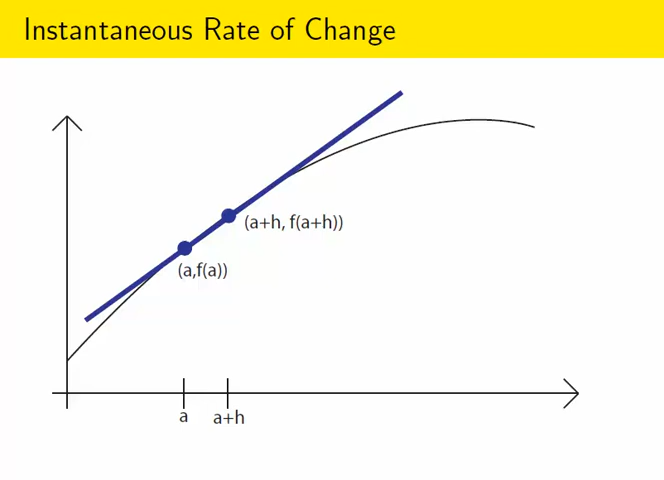 Instantaneous Rate of Change
(a+h, f(a+h))
(a,f(a))
a
a+h